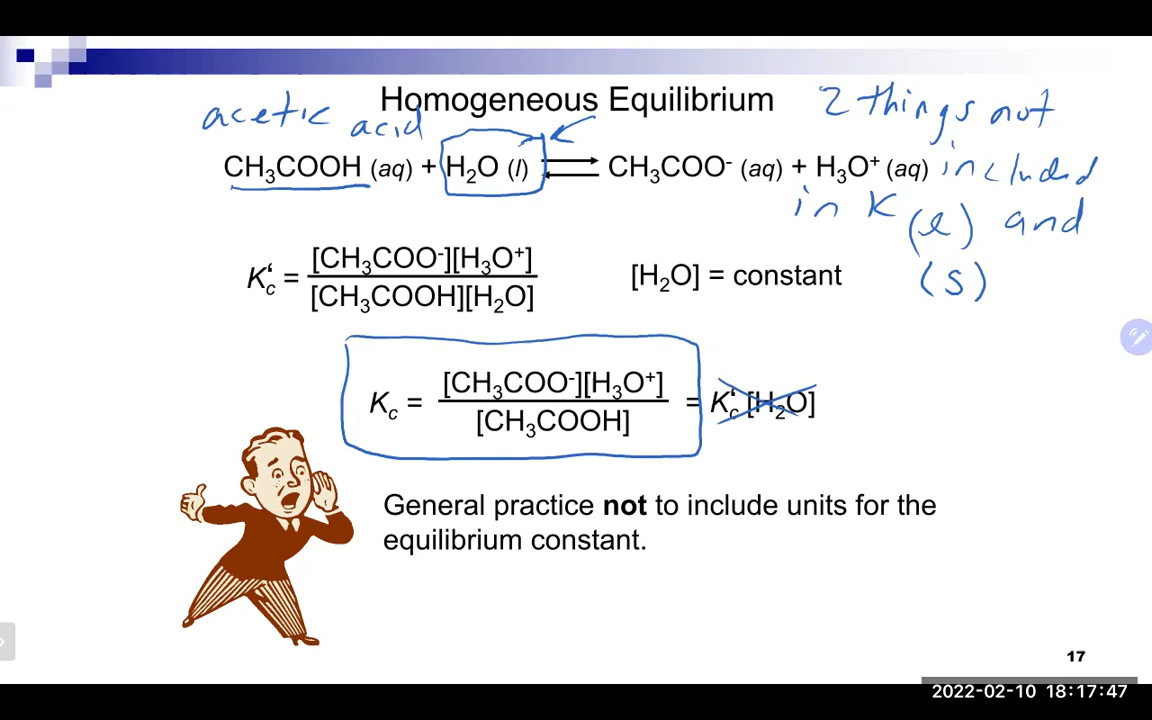 Homogeneous Equilibrium
acetic acid
2 things not
included
in K (l) and
(s)
CH₃COOH (aq) + H₂O (l) ⇌ CH₃COO⁻ (aq) + H₃O⁺ (aq)
K꜀‘ = [CH₃COO⁻][H₃O⁺] / [CH₃COOH][H₂O]
[H₂O] = constant
K꜀ = [CH₃COO⁻][H₃O⁺] / [CH₃COOH] = K꜀‘ [H₂O]
General practice not to include units for the
equilibrium constant.
17
2022-02-10 18:17:47